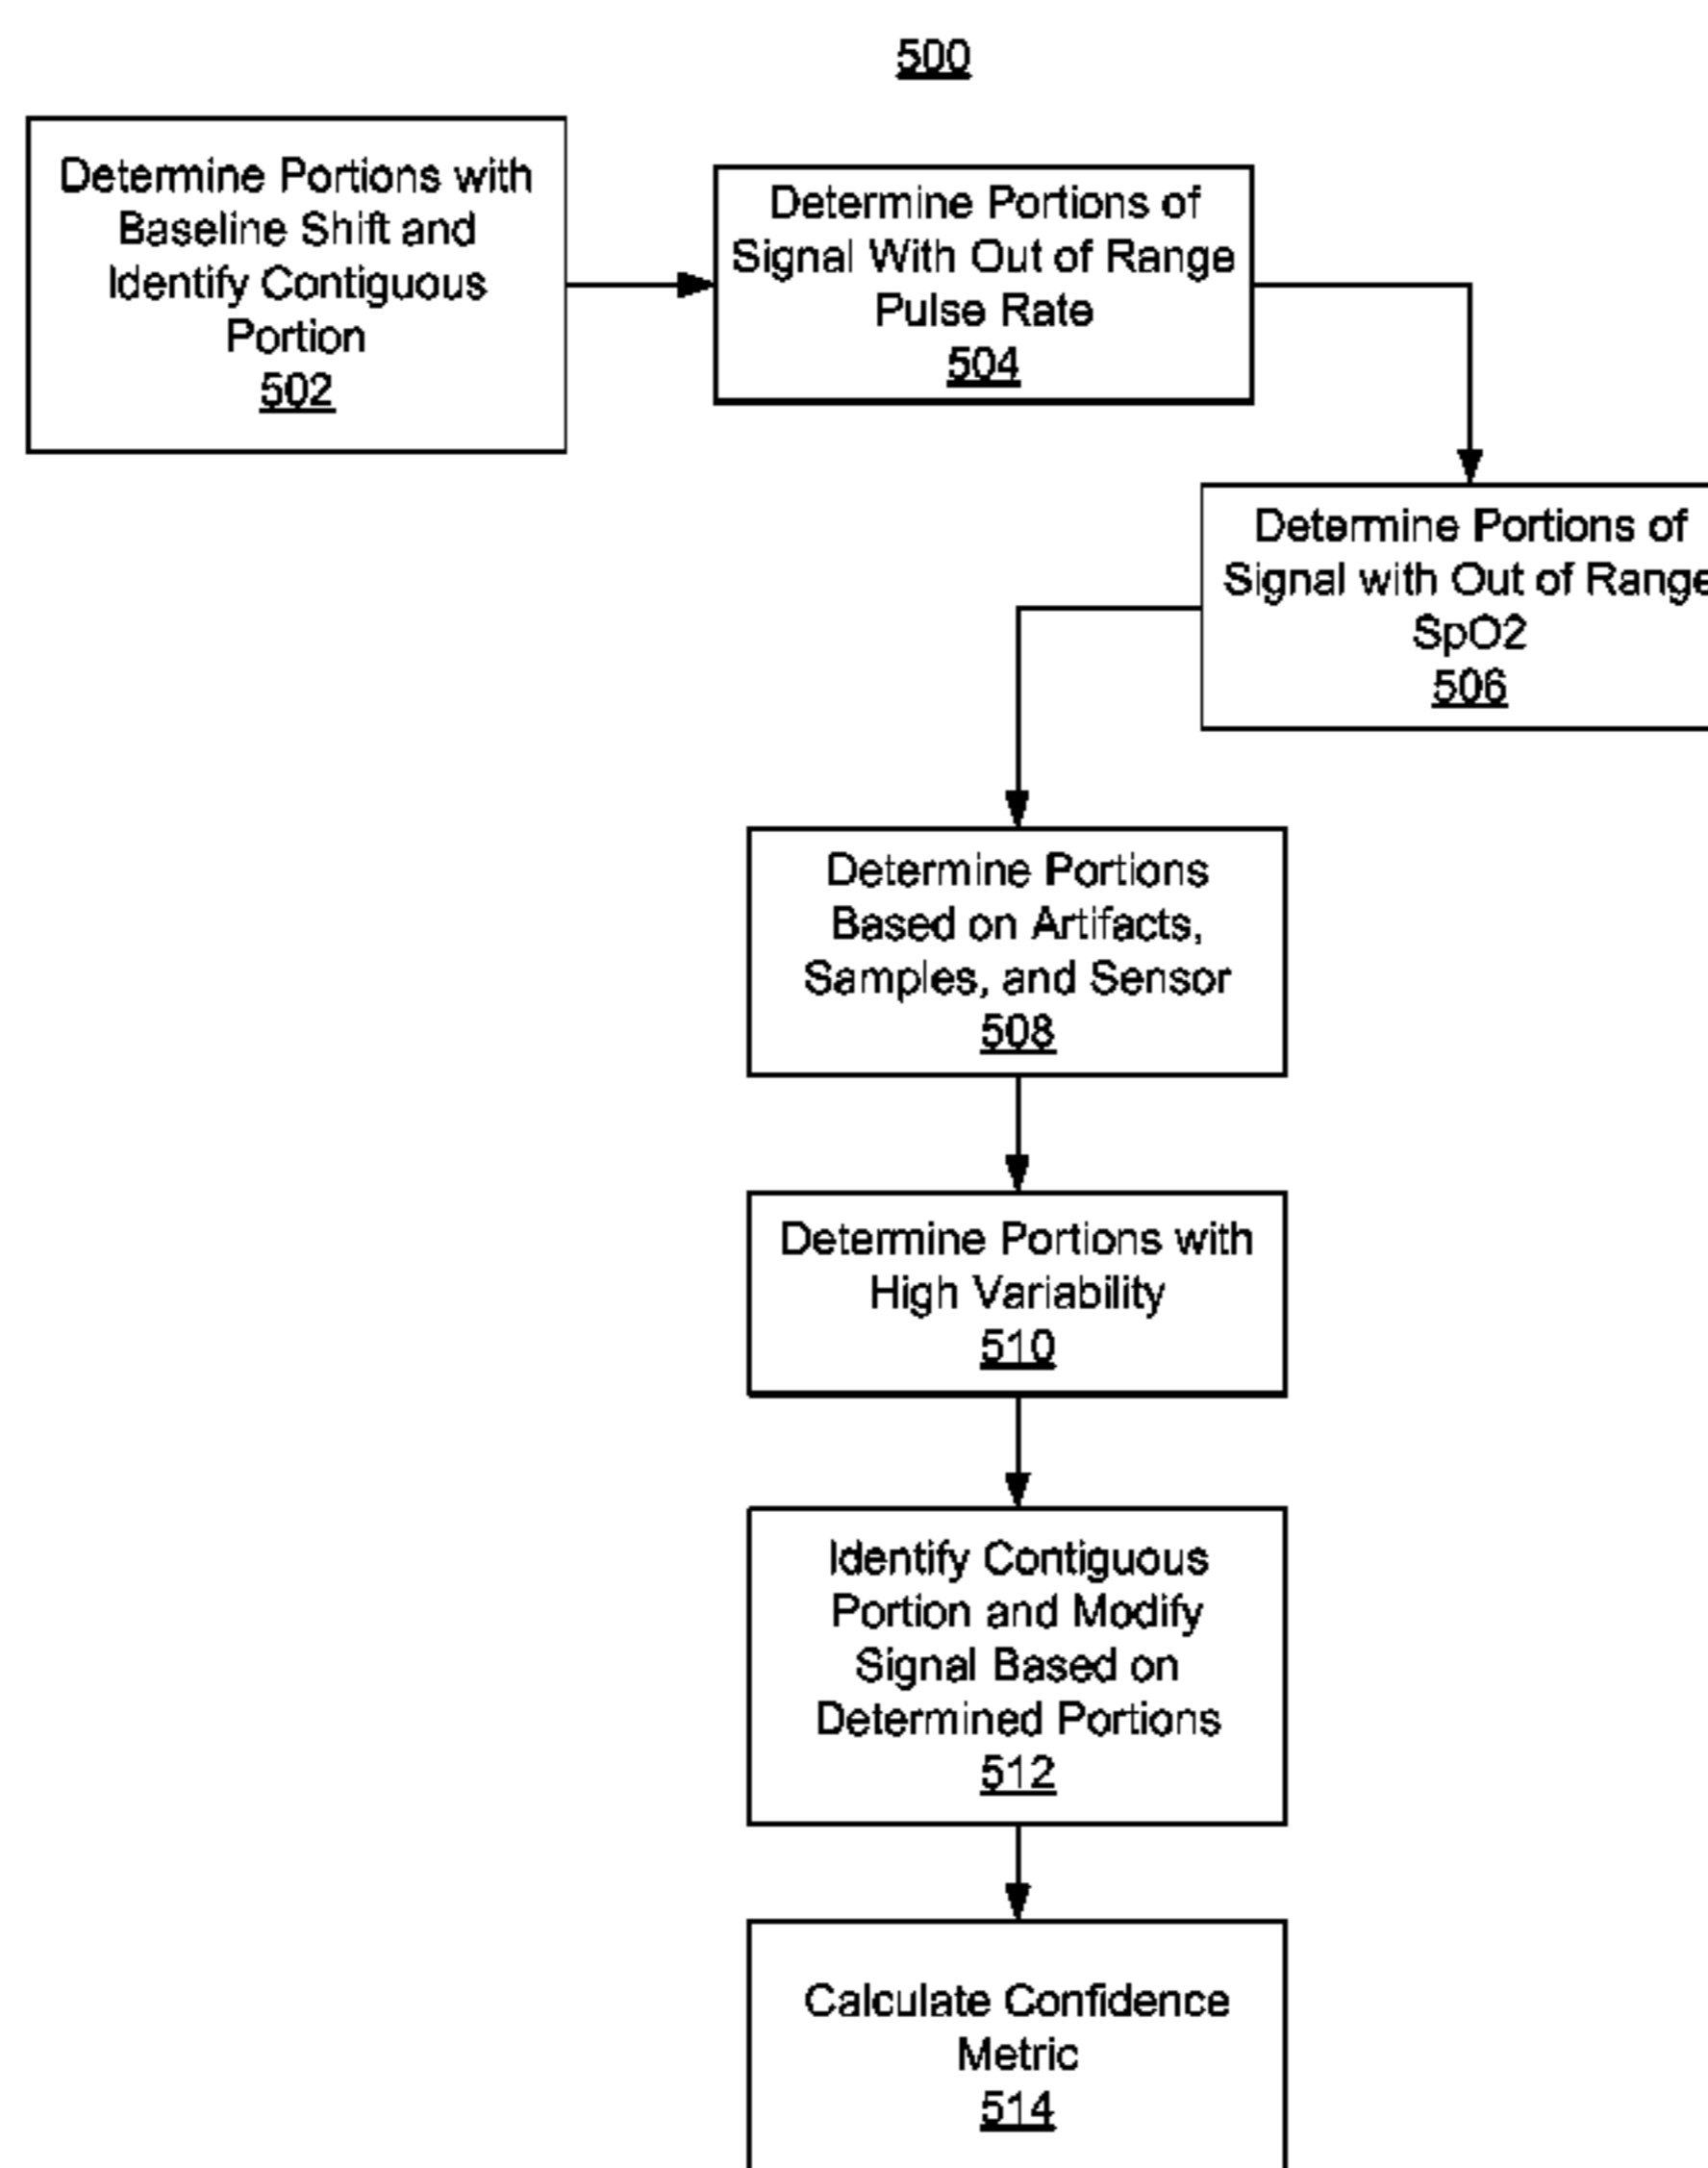 500
Determine Portions with
Baseline Shift and
Identify Contiguous
Portion
502
Determine Portions of
Signal With Out of Range
Pulse Rate
504
Determine Portions of
Signal with Out of Range
SpO2
506
Determine Portions
Based on Artifacts,
Samples, and Sensor
508
Determine Portions with
High Variability
510
Identify Contiguous
Portion and Modify
Signal Based on
Determined Portions
512
Calculate Confidence
Metric
514